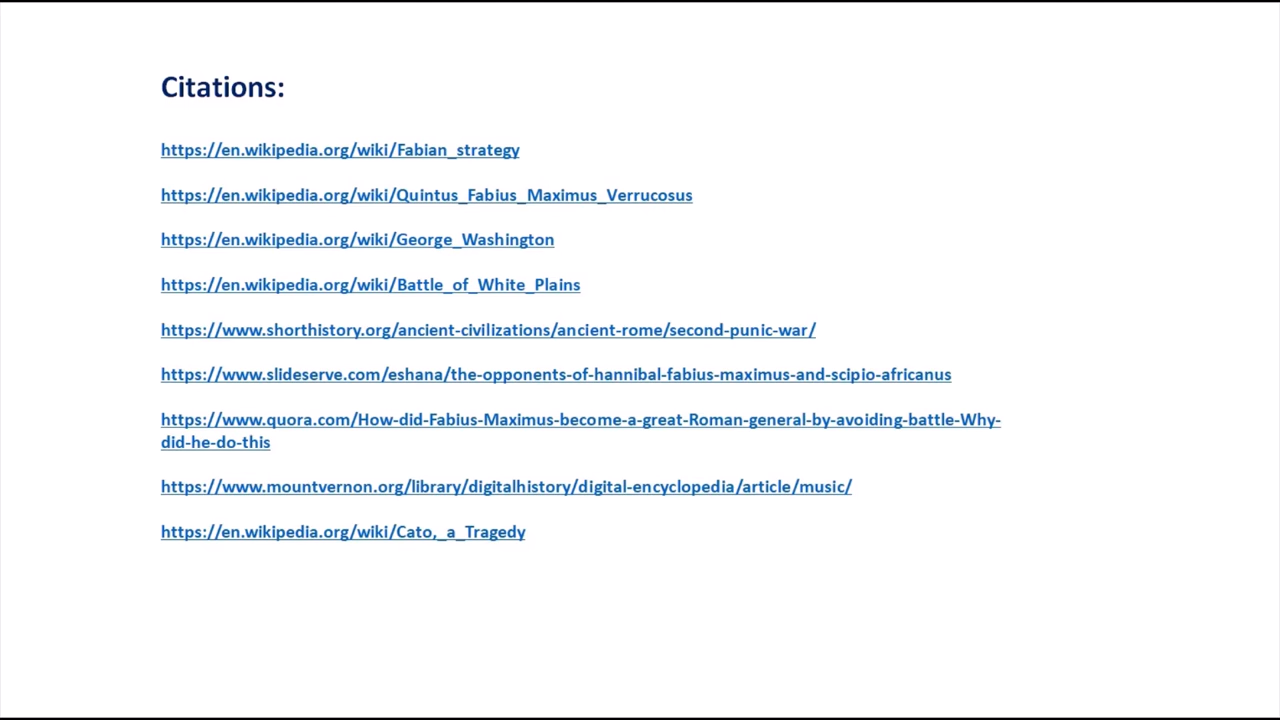 Citations:
https://en.wikipedia.org/wiki/Fabian_strategy
https://en.wikipedia.org/wiki/Quintus_Fabius_Maximus_Verrucosus
https://en.wikipedia.org/wiki/George_Washington
https://en.wikipedia.org/wiki/Battle_of_White_Plains
https://www.shorthistory.org/ancient-civilizations/ancient-rome/second-punic-war/
https://www.slideserve.com/eshana/the-opponents-of-hannibal-fabius-maximus-and-scipio-africanus
https://www.quora.com/How-did-Fabius-Maximus-become-a-great-Roman-general-by-avoiding-battle-Why-
did-he-do-this
https://www.mountvernon.org/library/digitalhistory/digital-encyclopedia/article/music/
https://en.wikipedia.org/wiki/Cato,_a_Tragedy